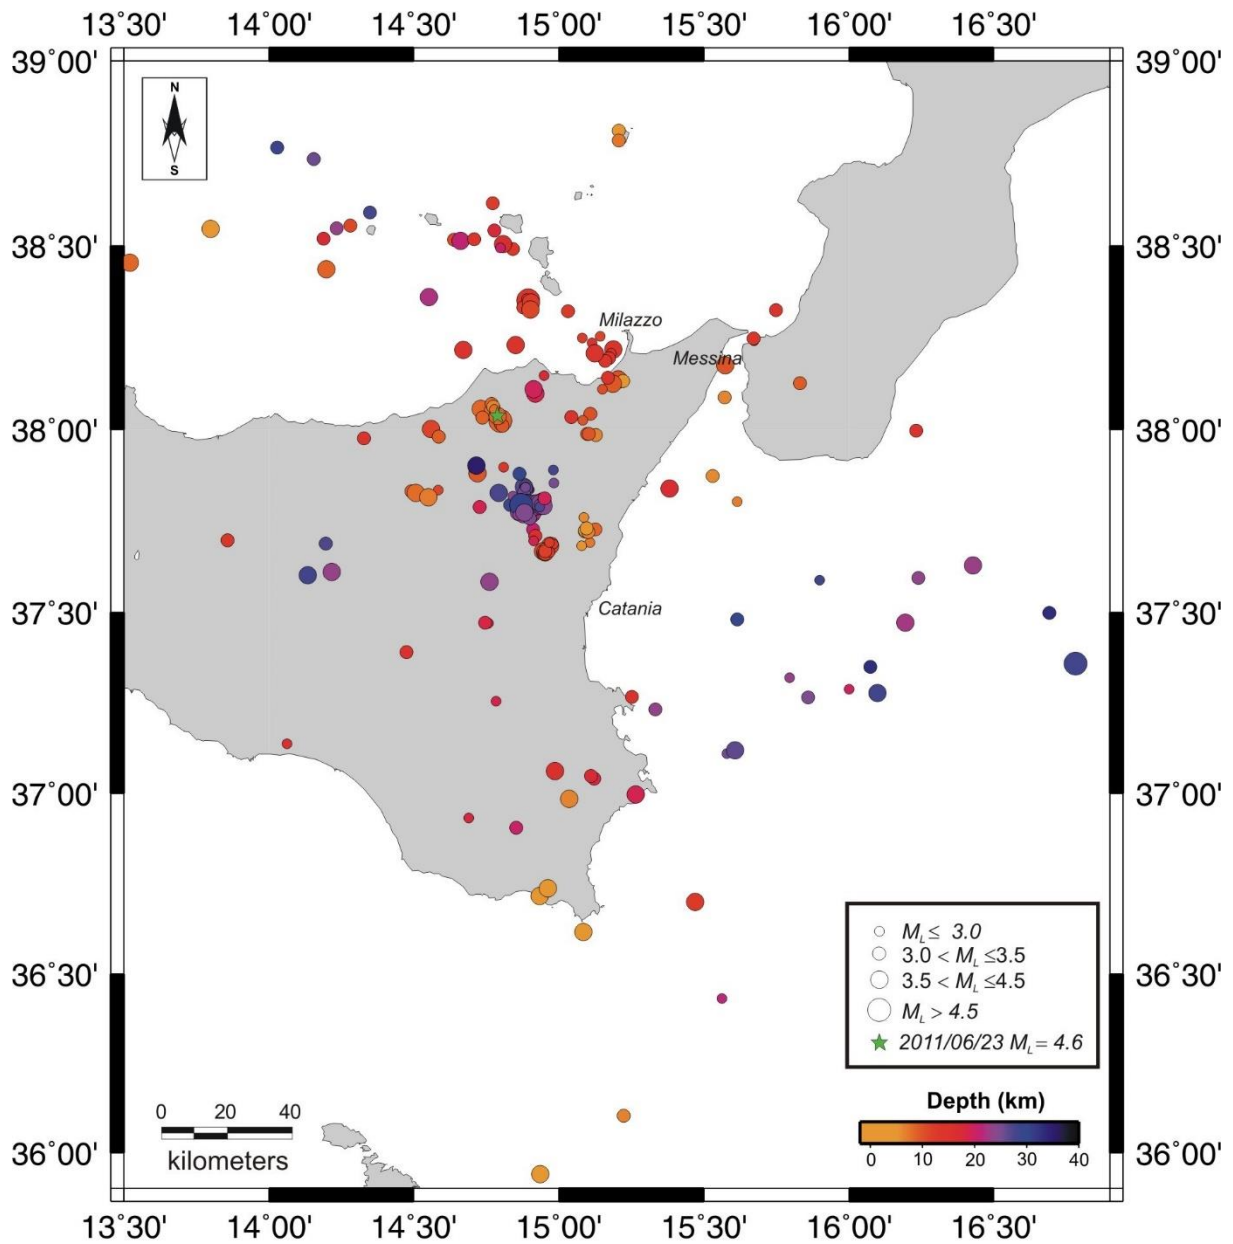 13˚30' 14˚00' 14˚30' 15˚00' 15˚30' 16˚00' 16˚30'
39˚00' 39˚00'
N
S
38˚30' 38˚30'
Milazzo
Messina
38˚00' 38˚00'
37˚30' 37˚30'
Catania
37˚00' 37˚00'
M_L ≤ 3.0
3.0 < M_L ≤3.5
36˚30' 36˚30'
3.5 < M_L ≤4.5
M_L > 4.5
2011/06/23 M_L = 4.6
Depth (km)
0 20 40
0 10 20 30 40
36˚00' 36˚00'
kilometers
13˚30' 14˚00' 14˚30' 15˚00' 15˚30' 16˚00' 16˚30'